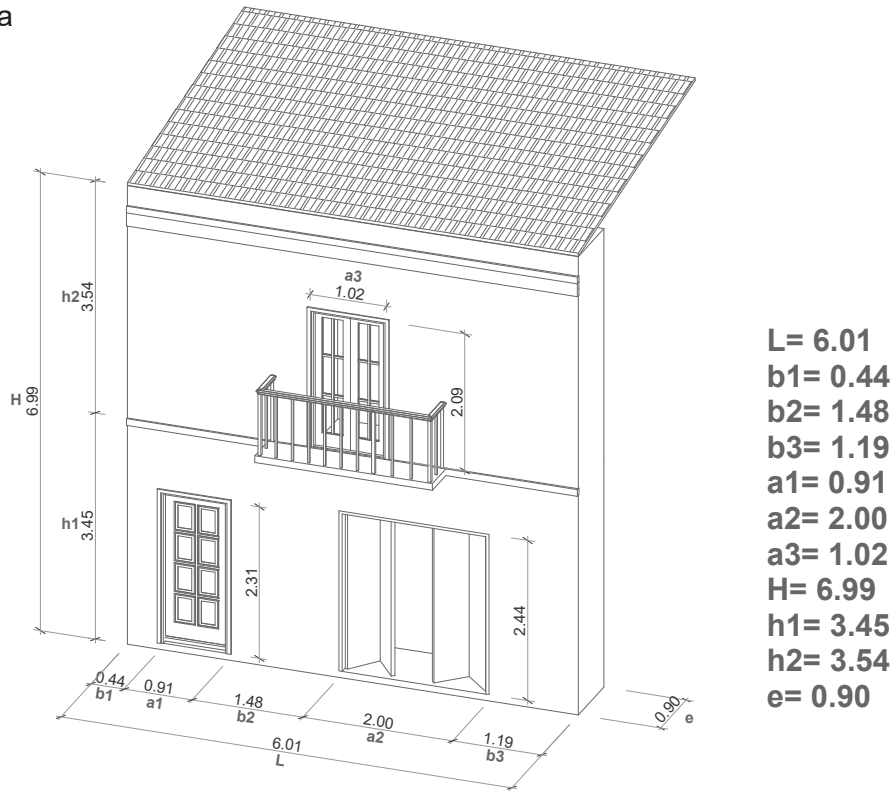 a
a3
1.02
h2
3.54
H
6.99
2.09
h1
3.45
2.31
2.44
0.44
b1
0.91
a1
1.48
b2
2.00
a2
1.19
b3
6.01
L
0.90
e
L= 6.01
b1= 0.44
b2= 1.48
b3= 1.19
a1= 0.91
a2= 2.00
a3= 1.02
H= 6.99
h1= 3.45
h2= 3.54
e= 0.90